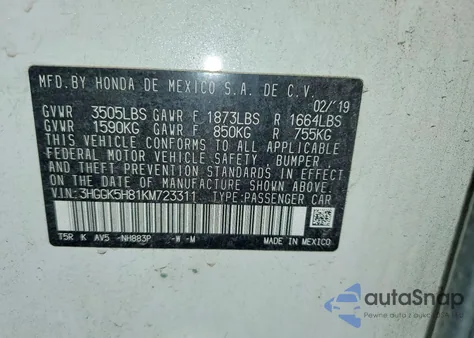 MFD.BY HONDA DE MEXICO S.A. DE C.V.
02/'19
GVWR 3505LBS GAWR F 1873LBS R 1664LBS
GVWR 1590KG GAWR F 850KG R 755KG
THIS VEHICLE CONFORMS TO ALL APPLICABLE
FEDERAL MOTOR VEHICLE SAFETY, BUMPER,
AND THEFT PREVENTION STANDARDS IN EFFECT
ON THE DATE OF MANUFACTURE SHOWN ABOVE.
V.I.N: 3HGGK5H81KM723311 TYPE:PASSENGER CAR
T5R K AV5 -NH883P -W -M MADE IN MEXICO
autoSnap